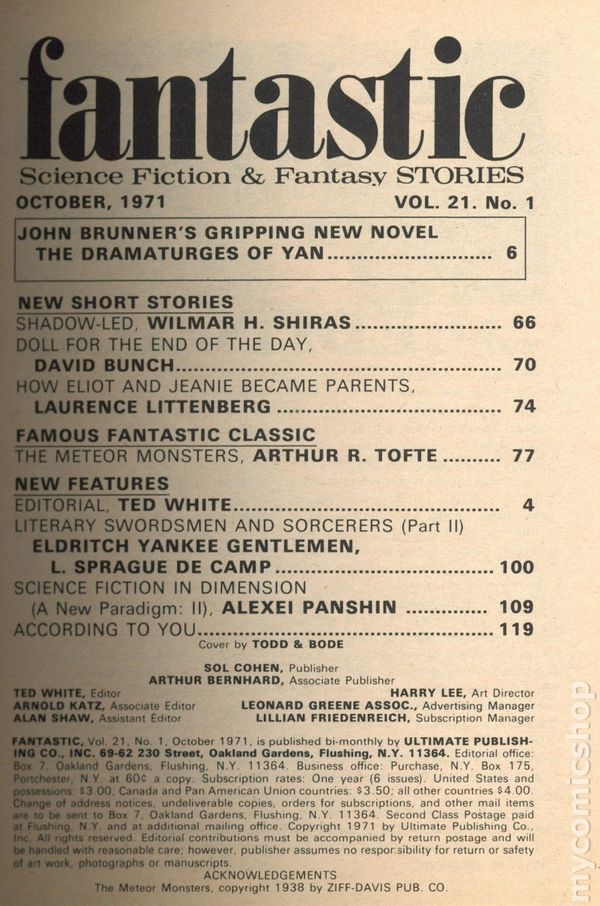 fantastic
Science Fiction & Fantasy STORIES
OCTOBER, 1971 VOL. 21. No. 1
JOHN BRUNNER'S GRIPPING NEW NOVEL
THE DRAMATURGES OF YAN.................... 6
NEW SHORT STORIES
SHADOW-LED, WILMAR H. SHIRAS....................... 66
DOLL FOR THE END OF THE DAY,
DAVID BUNCH.................................................. 70
HOW ELIOT AND JEANIE BECAME PARENTS,
LAURENCE LITTENBERG .................................. 74
FAMOUS FANTASTIC CLASSIC
THE METEOR MONSTERS, ARTHUR R. TOFTE ......... 77
NEW FEATURES
EDITORIAL, TED WHITE......................................... 4
LITERARY SWORDSMEN AND SORCERERS (Part II)
ELDRITCH YANKEE GENTLEMEN,
L. SPRAGUE DE CAMP.................................. 100
SCIENCE FICTION IN DIMENSION
(A New Paradigm: II), ALEXEI PANSHIN ............ 109
ACCORDING TO YOU.............................................. 119
Cover by TODD & BODE
SOL COHEN, Publisher
ARTHUR BERNHARD, Associate Publisher
TED WHITE, Editor HARRY LEE, Art Director
ARNOLD KATZ, Associate Editor LEONARD GREENE ASSOC., Advertising Manager
ALAN SHAW, Assistant Editor LILLIAN FRIEDENREICH, Subscription Manager
FANTASTIC, Vol. 21, No. 1, October 1971, is published bi-monthly by ULTIMATE PUBLISH-
ING CO., INC. 69-62 230 Street, Oakland Gardens, Flushing, N.Y. 11364. Editorial office:
Box 7, Oakland Gardens, Flushing, N.Y. 11364. Business office: Purchase, N.Y. Box 175,
Portchester, N.Y. at 60¢ a copy. Subscription rates: One year (6 issues). United States and
possessions: $3.00; Canada and Pan American Union countries: $3.50; all other countries $4.00.
Change of address notices, undeliverable copies, orders for subscriptions, and other mail items
are to be sent to Box 7, Oakland Gardens, Flushing, N.Y. 11364. Second Class Postage paid
at Flushing, N.Y. and at additional mailing office. Copyright 1971 by Ultimate Publishing Co.,
Inc. All rights reserved. Editorial contributions must be accompanied by return postage and will
be handled with reasonable care; however, publisher assumes no responsibility for return or safety
of art work, photographs or manuscripts.
ACKNOWLEDGEMENTS
The Meteor Monsters, copyright 1938 by ZIFF-DAVIS PUB. CO.
mycomicshop